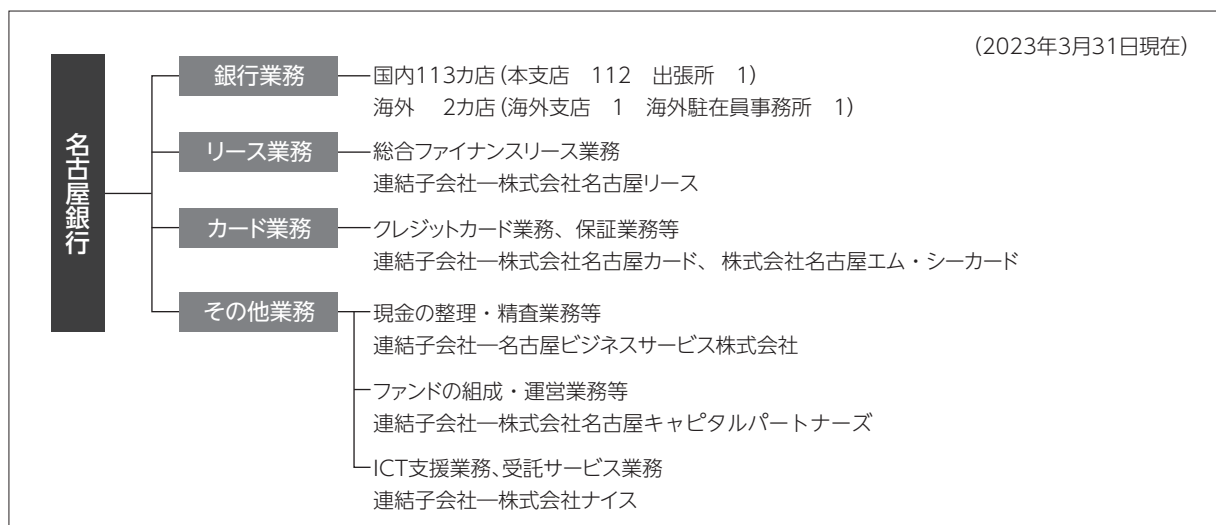 （2023年3月31日現在）
名古屋銀行
銀行業務
国内113カ店（本支店　112　出張所　1）
海外　2カ店（海外支店　1　海外駐在員事務所　1）
リース業務
総合ファイナンスリース業務
連結子会社―株式会社名古屋リース
カード業務
クレジットカード業務、保証業務等
連結子会社―株式会社名古屋カード、株式会社名古屋エム・シーカード
その他業務
現金の整理・精査業務等
連結子会社―名古屋ビジネスサービス株式会社
ファンドの組成・運営業務等
連結子会社―株式会社名古屋キャピタルパートナーズ
ICT支援業務、受託サービス業務
連結子会社―株式会社ナイス